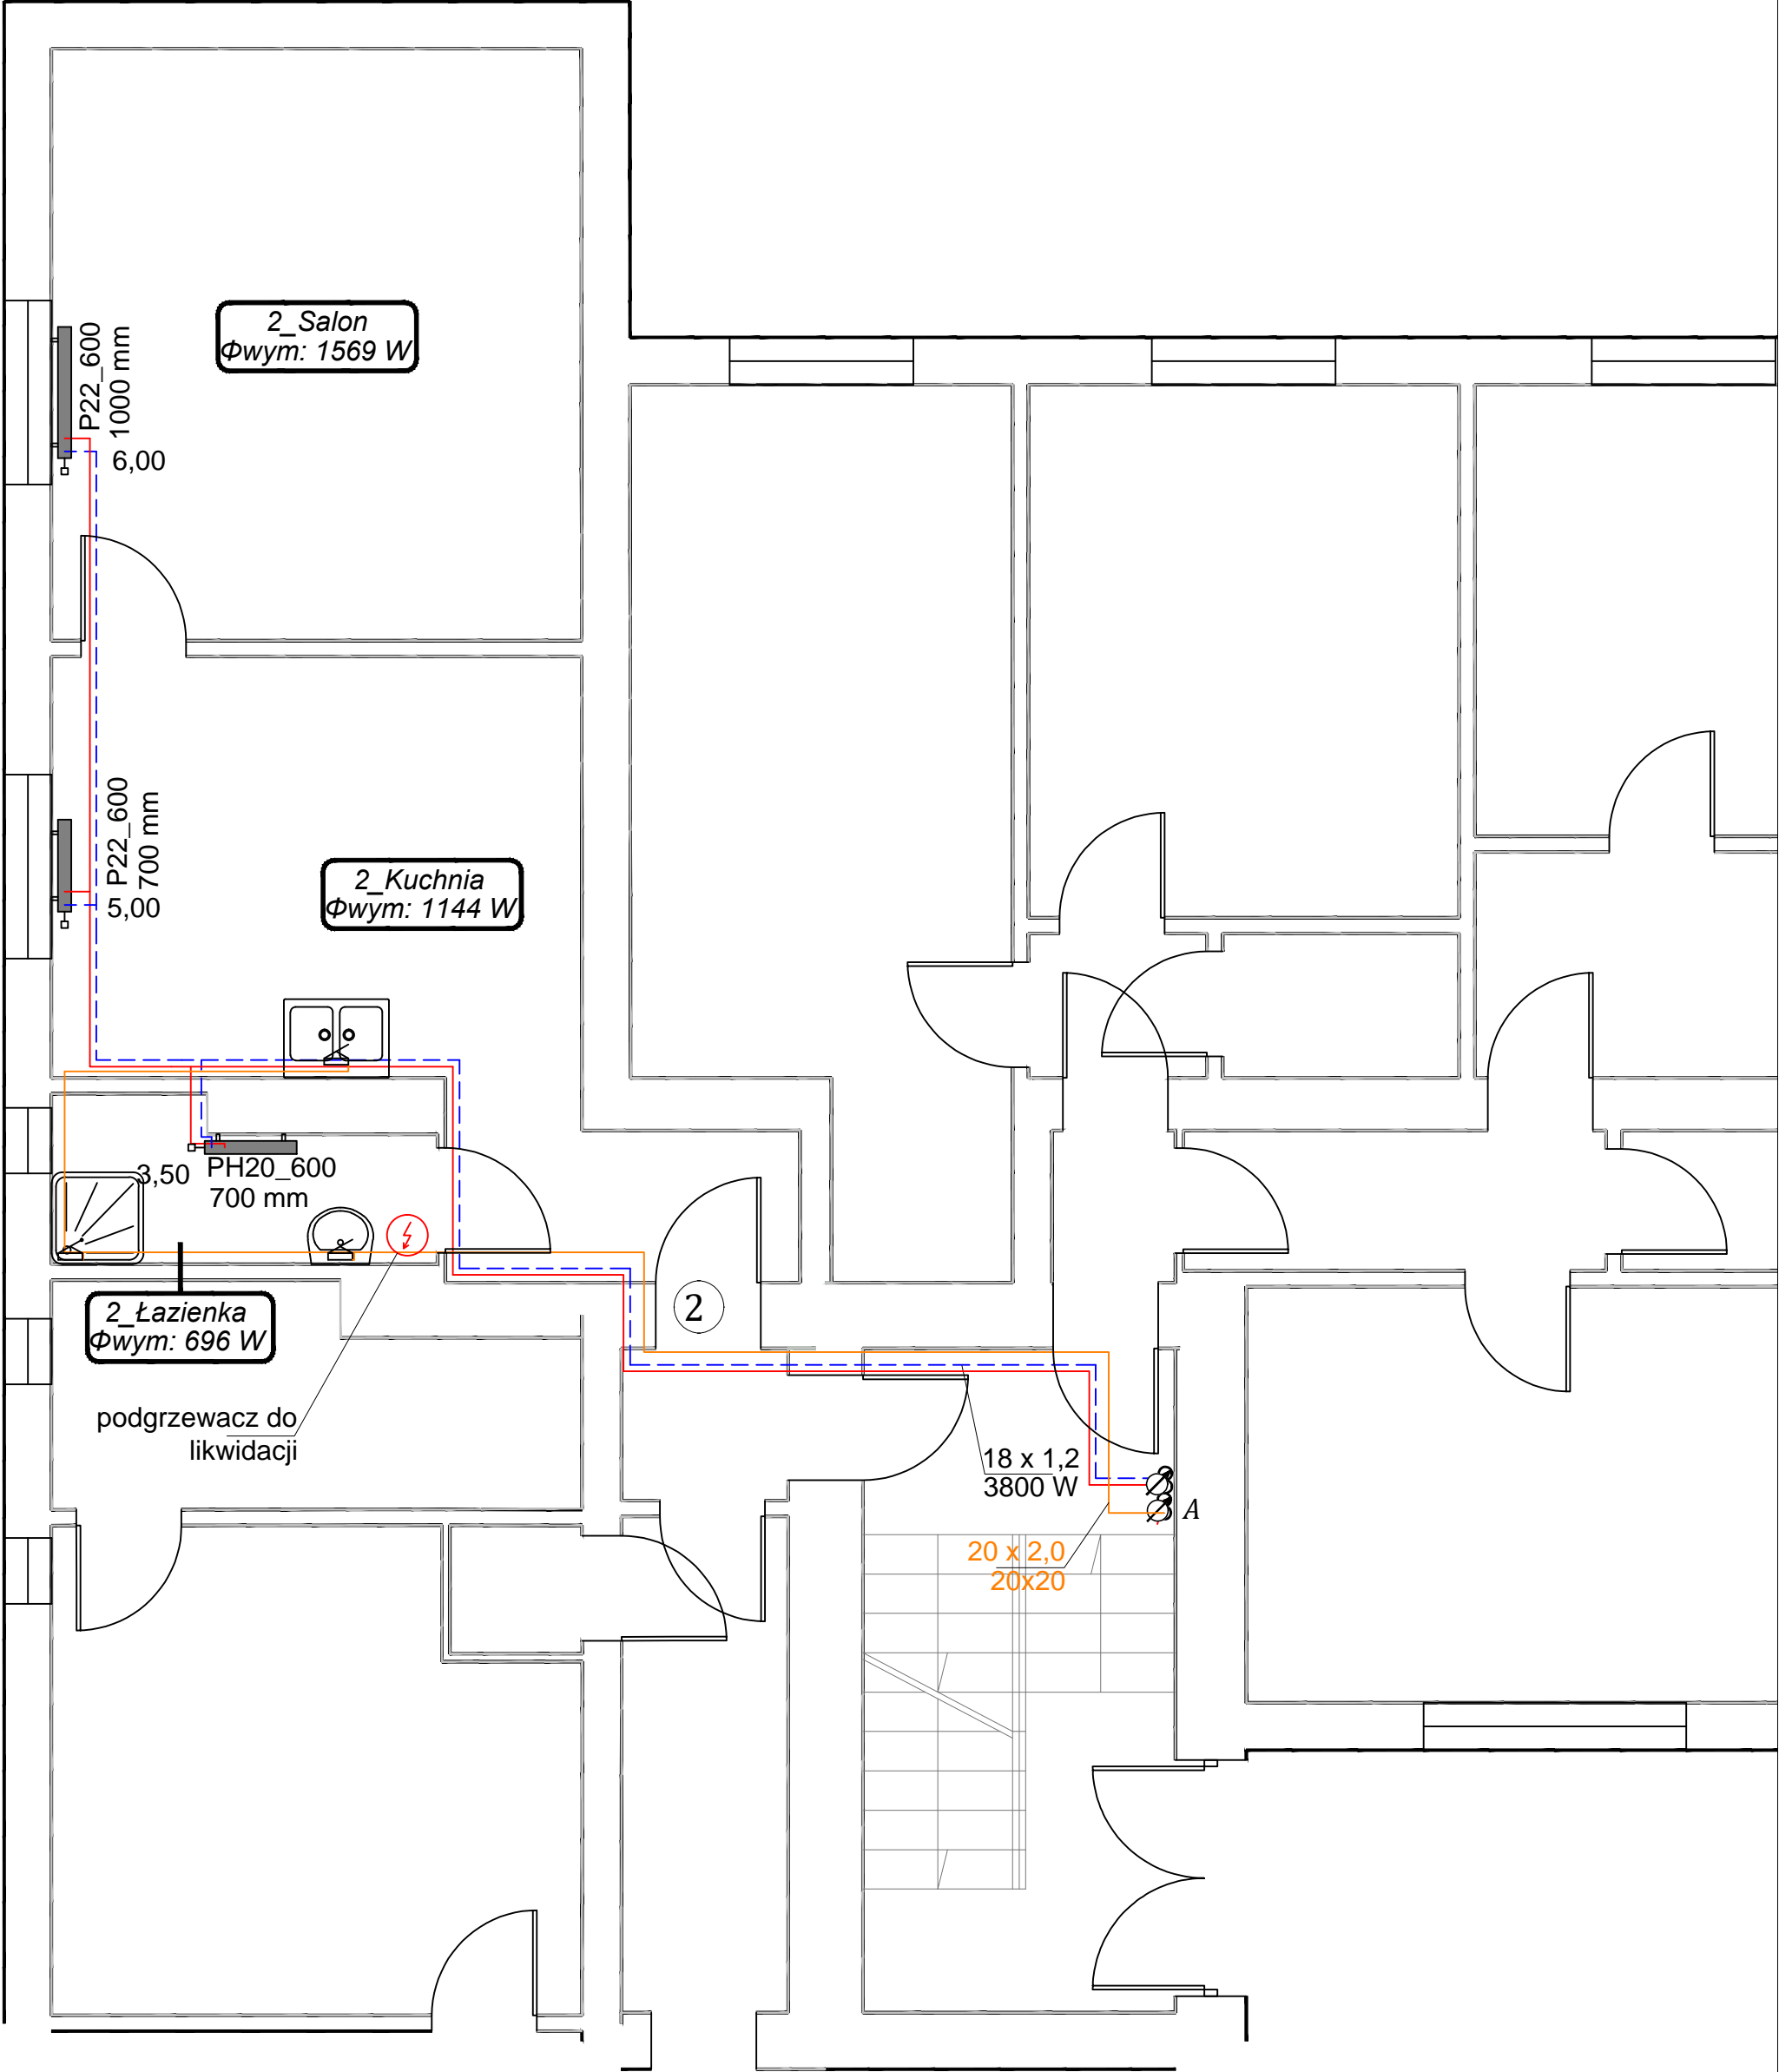 2_Salon
Φwym: 1569 W
P22_600
1000 mm
6,00
P22_600
700 mm
5,00
2_Kuchnia
Φwym: 1144 W
3,50
PH20_600
700 mm
2_Łazienka
Φwym: 696 W
2
podgrzewacz do
likwidacji
18 x 1,2
3800 W
A
20 x 2,0
20x20